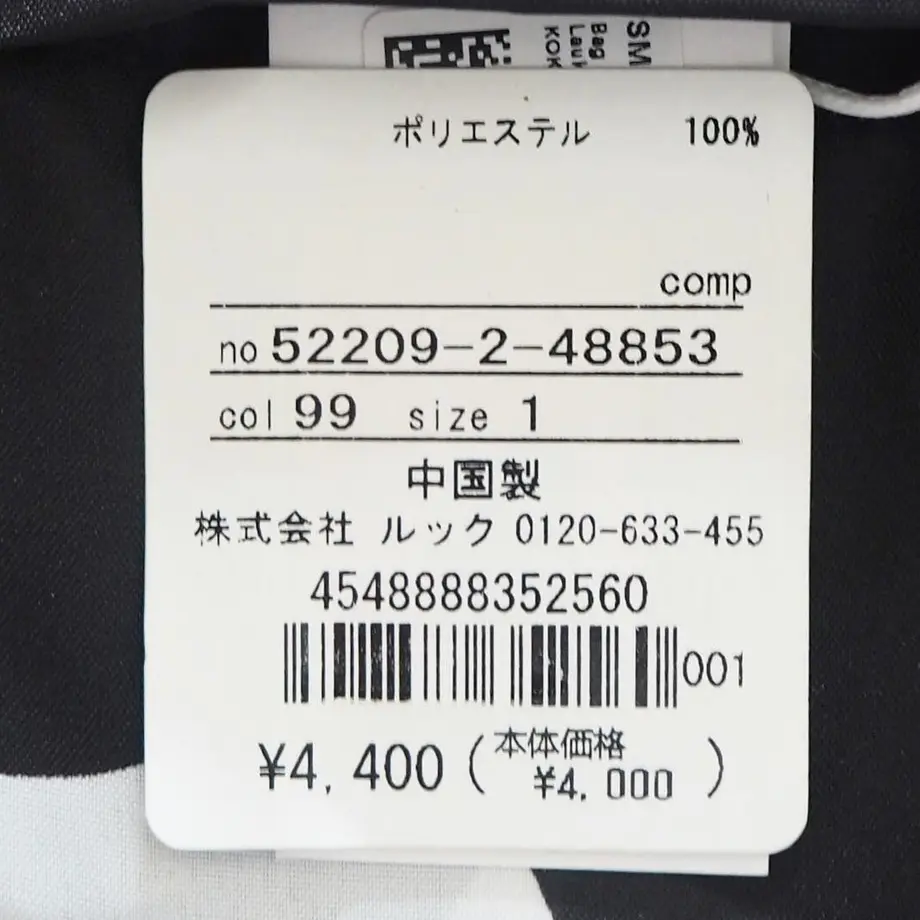 SM
Bag
ポリエステル 100%
comp
no 52209-2-48853
col 99 size 1
中国製
株式会社 ルック 0120-633-455
4548888352560
001
¥4,400(本体価格
¥4,000)